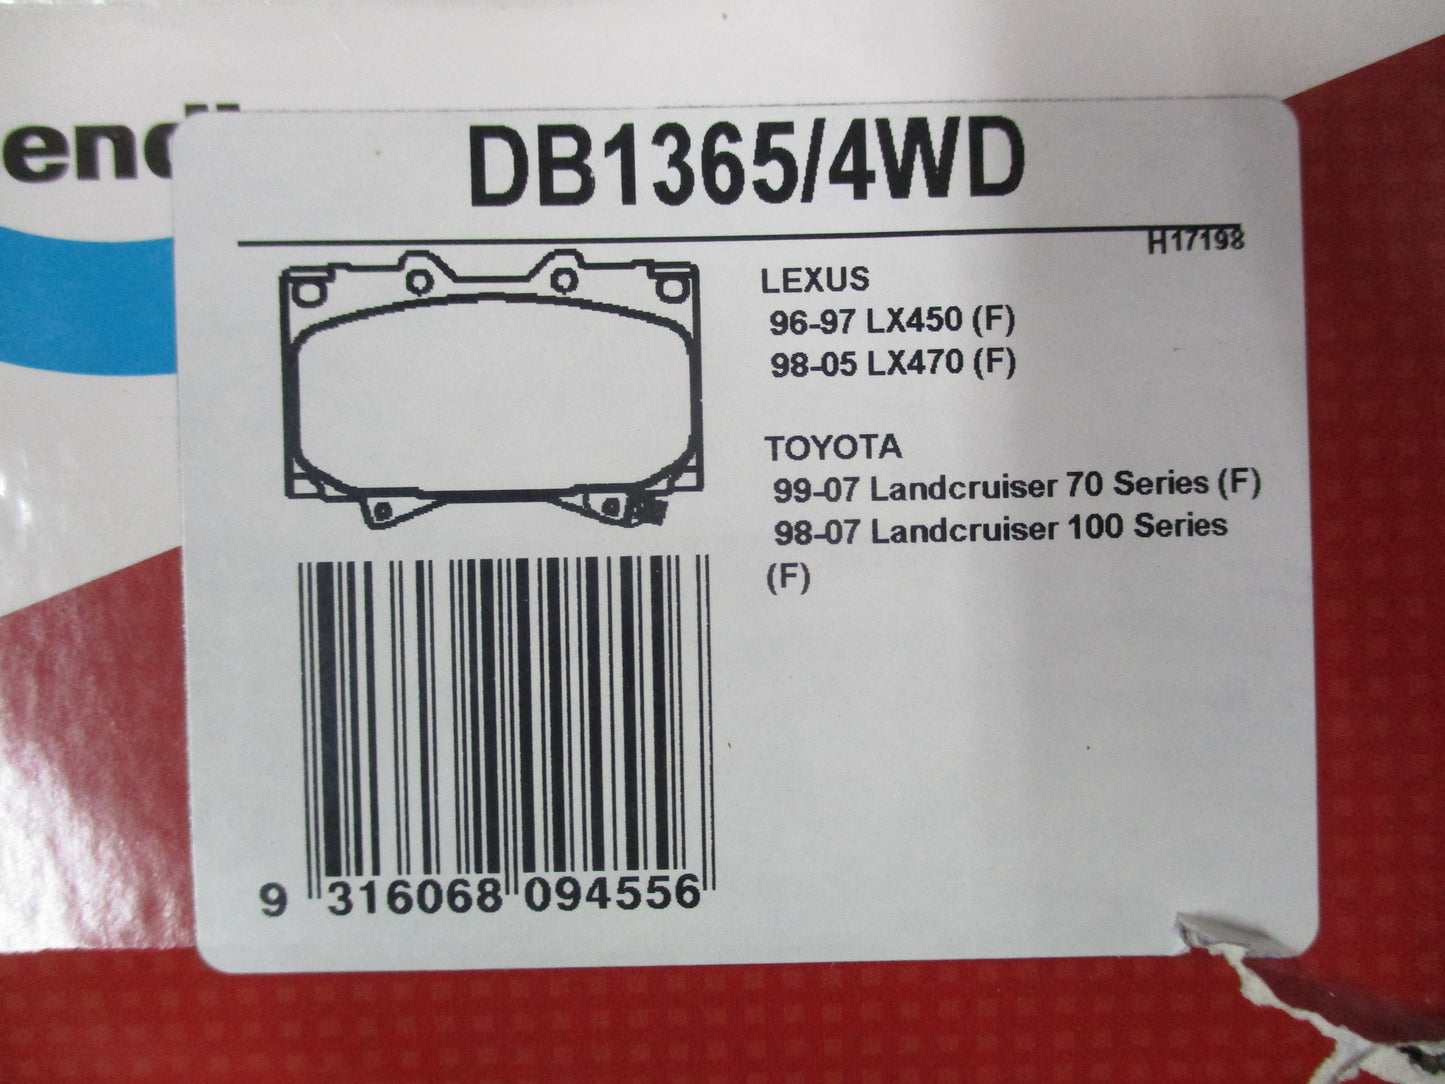 DB1365/4WD
H17198
LEXUS
96-97 LX450 (F)
98-05 LX470 (F)
TOYOTA
99-07 Landcruiser 70 Series (F)
98-07 Landcruiser 100 Series
(F)
9 316068 094556